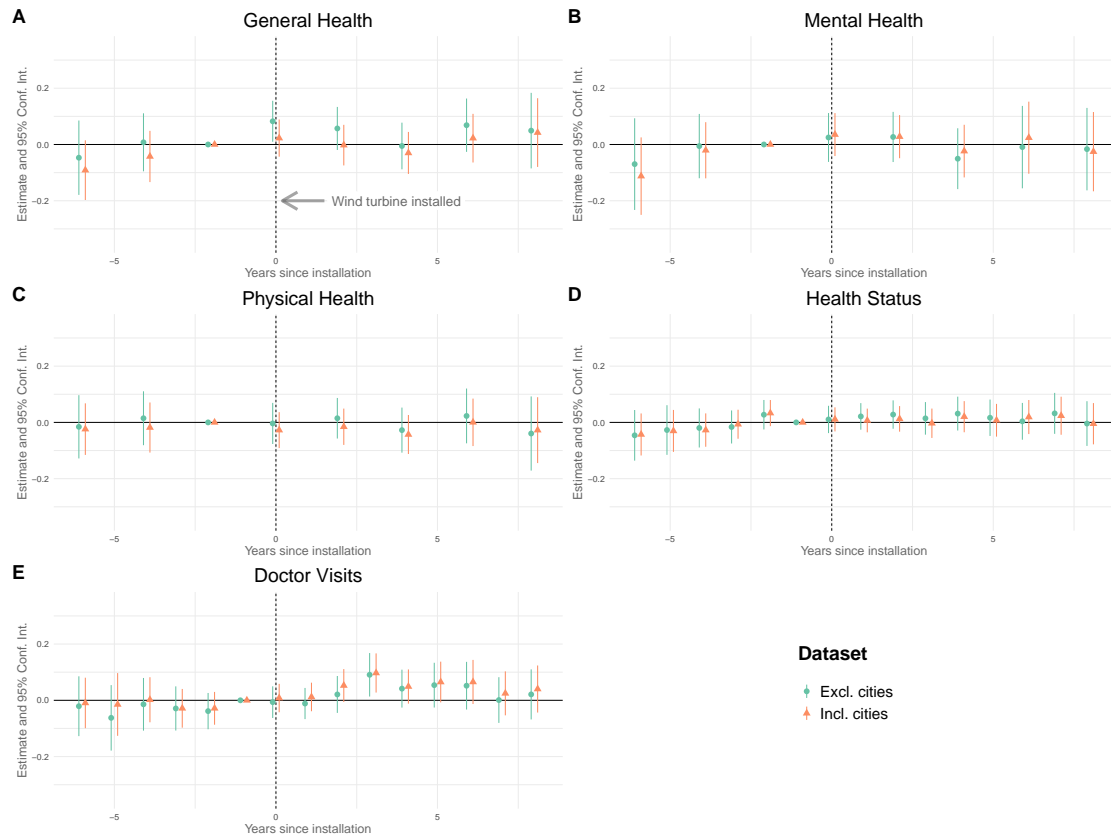 A
General Health
Estimate and 95% Conf. Int.
0.2
0.0
−0.2
Wind turbine installed
−5
0
5
Years since installation
B
Mental Health
Estimate and 95% Conf. Int.
0.2
0.0
−0.2
−5
0
5
Years since installation
C
Physical Health
Estimate and 95% Conf. Int.
0.2
0.0
−0.2
−5
0
5
Years since installation
D
Health Status
Estimate and 95% Conf. Int.
0.2
0.0
−0.2
−5
0
5
Years since installation
E
Doctor Visits
Estimate and 95% Conf. Int.
0.2
0.0
−0.2
−5
0
5
Years since installation
Dataset
Excl. cities
Incl. cities